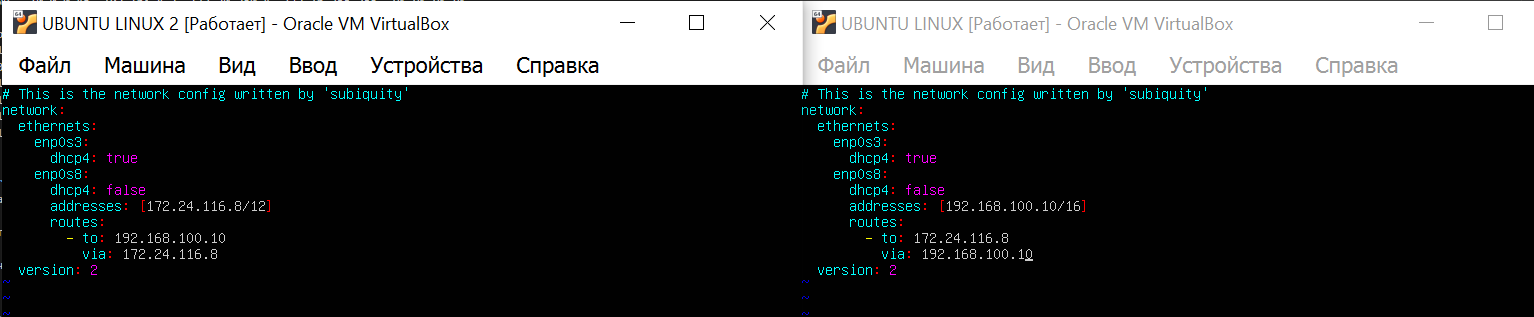 UBUNTU LINUX 2 [Работает] - Oracle VM VirtualBox
Файл Машина Вид Ввод Устройства Справка
# This is the network config written by 'subiquity'
network:
  ethernets:
    enp0s3:
      dhcp4: true
    enp0s8:
      dhcp4: false
      addresses: [172.24.116.8/12]
      routes:
        - to: 192.168.100.10
          via: 172.24.116.8
  version: 2
~
~
~
UBUNTU LINUX [Работает] - Oracle VM VirtualBox
Файл Машина Вид Ввод Устройства Справка
# This is the network config written by 'subiquity'
network:
  ethernets:
    enp0s3:
      dhcp4: true
    enp0s8:
      dhcp4: false
      addresses: [192.168.100.10/16]
      routes:
        - to: 172.24.116.8
          via: 192.168.100.10
  version: 2
~
~
~